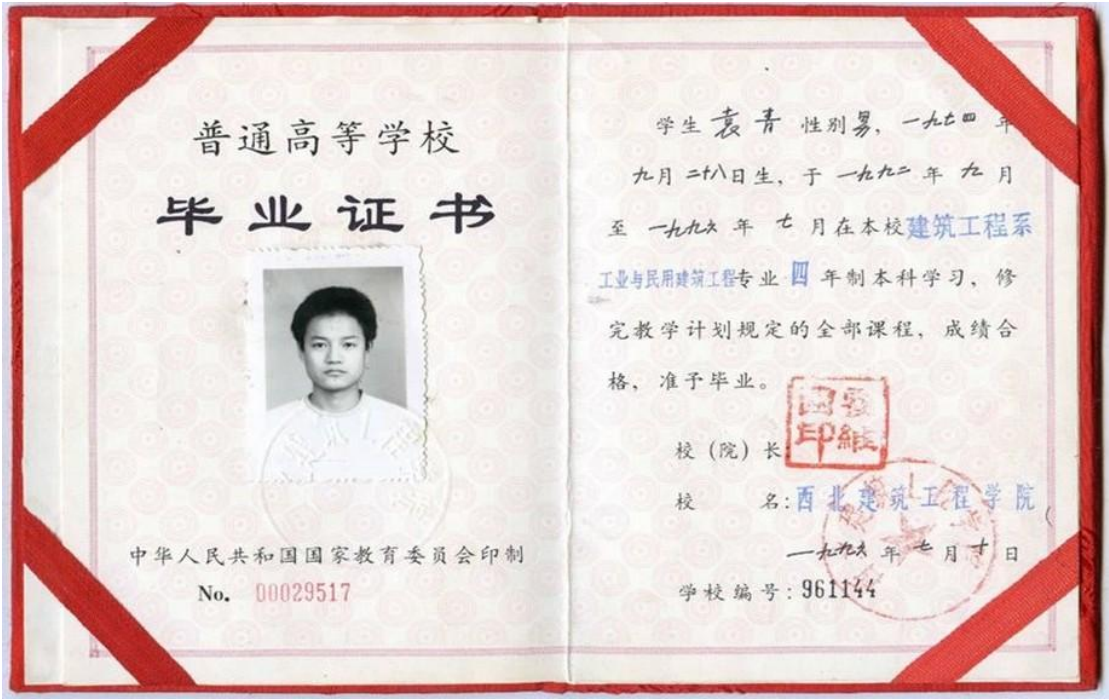 普通高等学校
毕业证书
中华人民共和国国家教育委员会印制
No. 00029517
学生 袁青 性别男，一九七四 年
九月 二十八日生，于 一九九二 年 九 月
至 一九九六 年 七 月在本校建筑工程系
工业与民用建筑工程专业 四 年制本科学习，修
完教学计划规定的全部课程，成绩合
格，准予毕业。
校（院）长:
校 名:西北建筑工程学院
一九九六 年 七 月 十 日
学校编号:961144